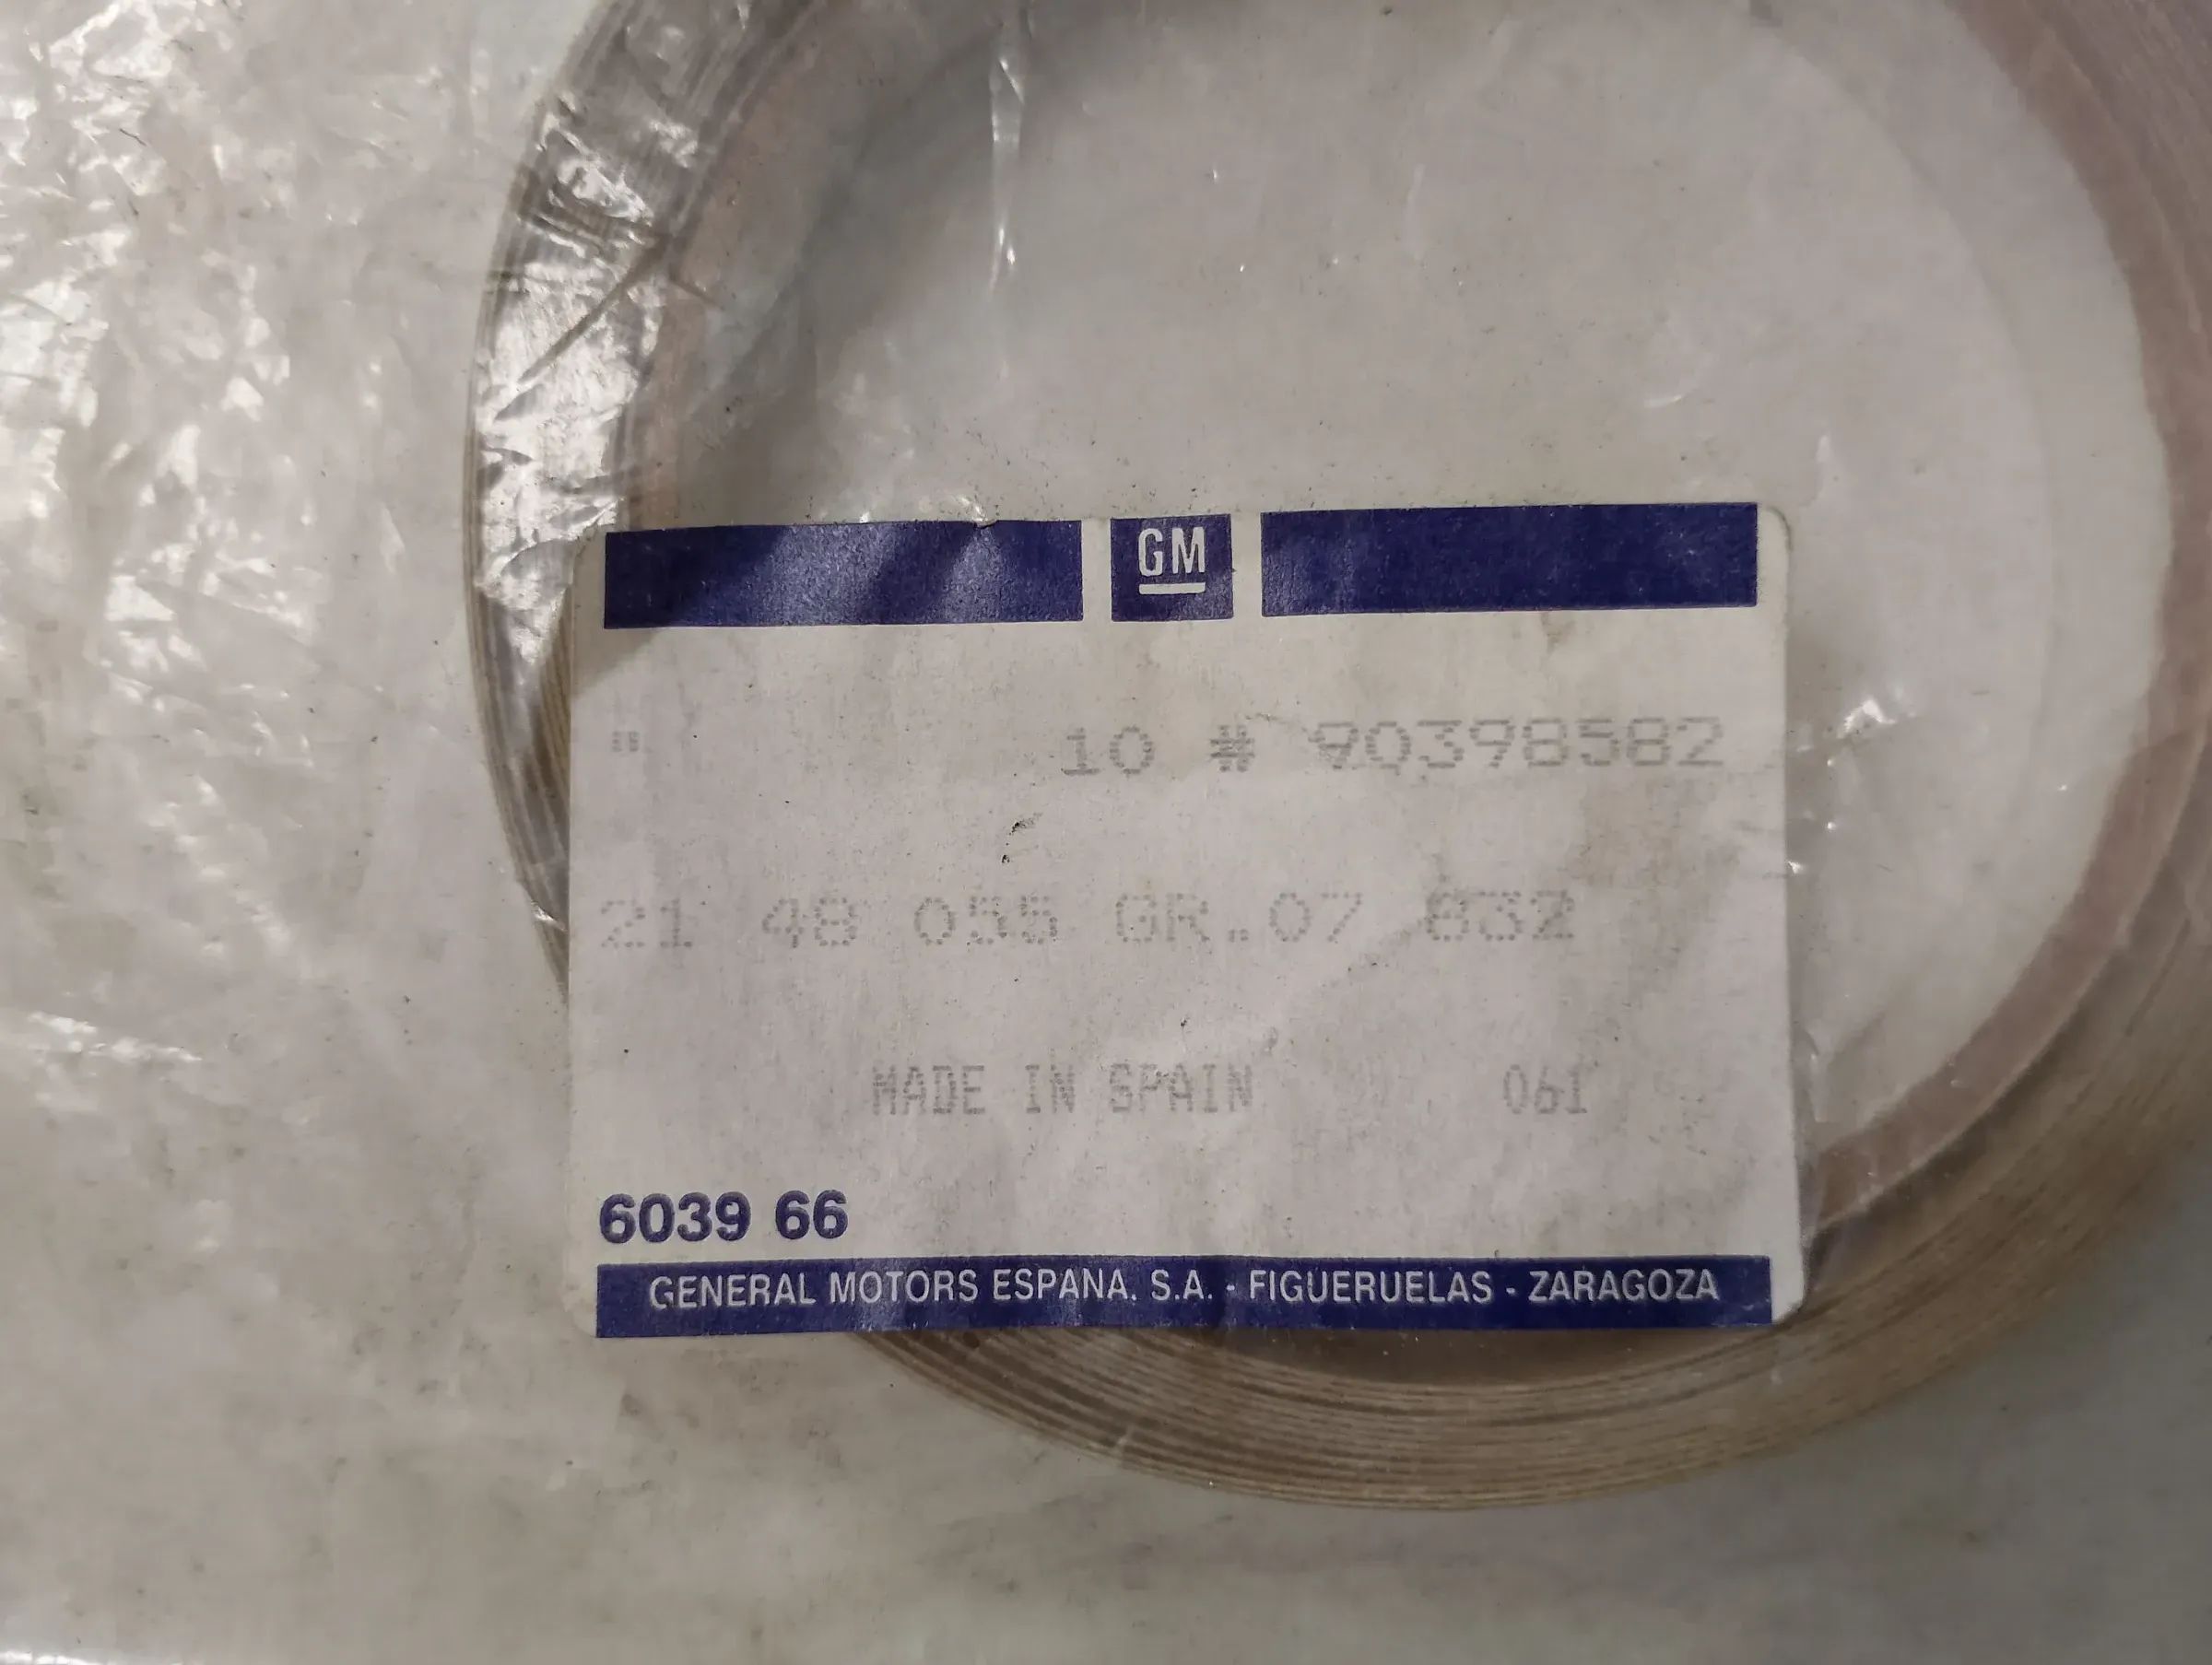 GM
" 10 # 90398582
21 48 055 GR.07 832
MADE IN SPAIN 061
6039 66
GENERAL MOTORS ESPANA. S.A. - FIGUERUELAS - ZARAGOZA